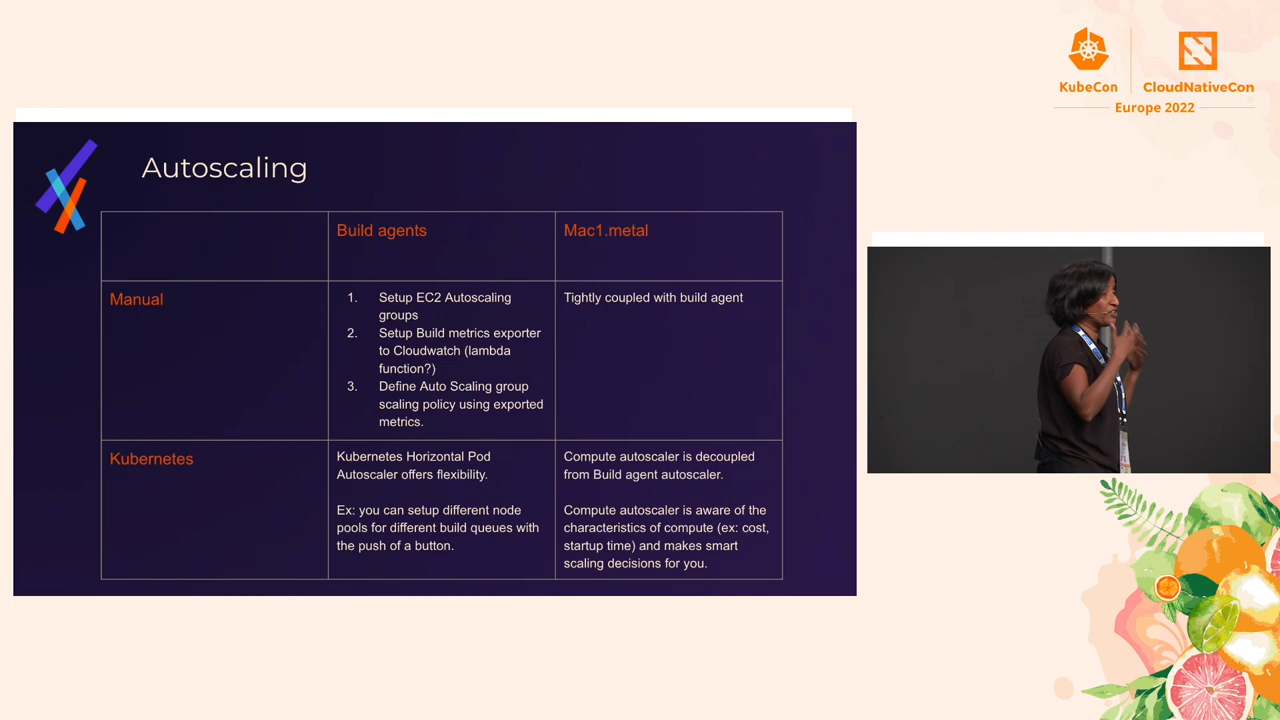 KubeCon
CloudNativeCon
Europe 2022
Autoscaling
Build agents
Mac1.metal
Manual
1. Setup EC2 Autoscaling
groups
2. Setup Build metrics exporter
to Cloudwatch (lambda
function?)
3. Define Auto Scaling group
scaling policy using exported
metrics.
Tightly coupled with build agent
Kubernetes
Kubernetes Horizontal Pod
Autoscaler offers flexibility.
Ex: you can setup different node
pools for different build queues with
the push of a button.
Compute autoscaler is decoupled
from Build agent autoscaler.
Compute autoscaler is aware of the
characteristics of compute (ex: cost,
startup time) and makes smart
scaling decisions for you.